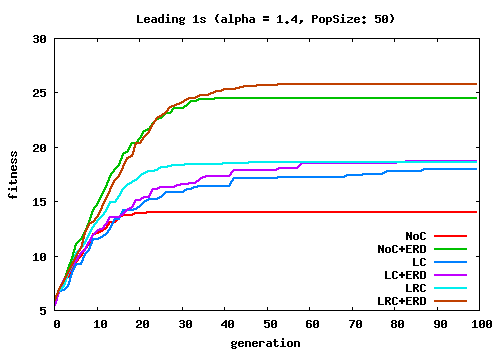 Leading 1s (alpha = 1.4, PopSize: 50)
30
25
20
15
10
5
fitness
NoC
NoC+ERD
LC
LC+ERD
LRC
LRC+ERD
0 10 20 30 40 50 60 70 80 90 100
generation